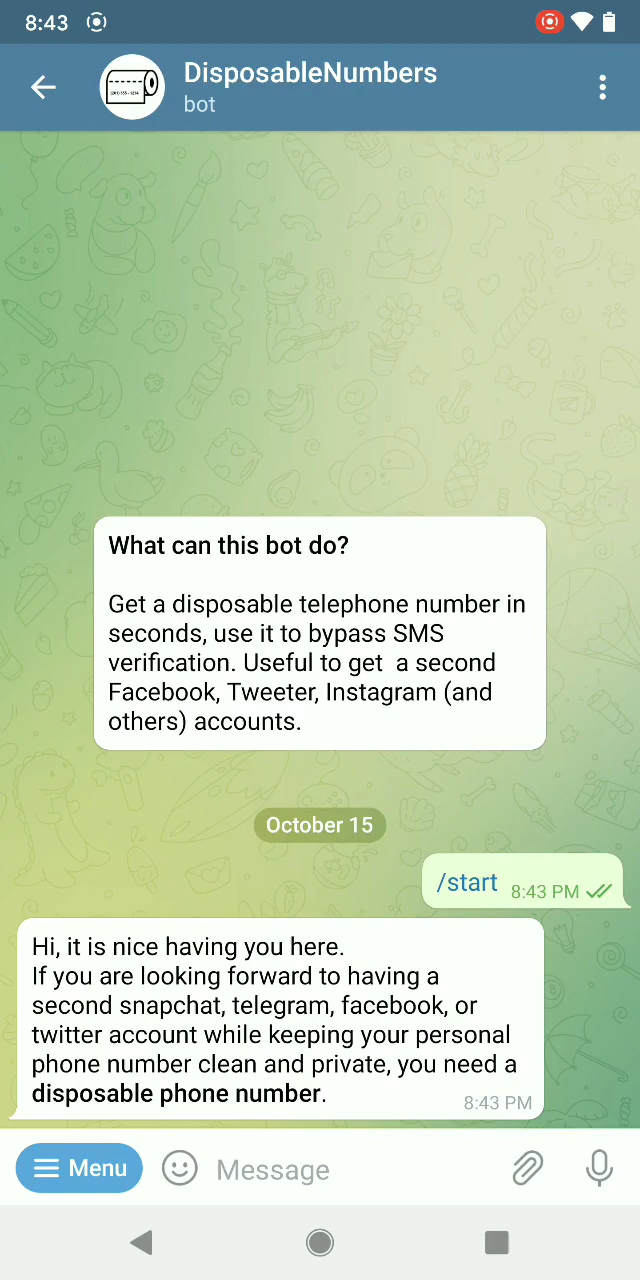 8:43
DisposableNumbers
bot
What can this bot do?
Get a disposable telephone number in
seconds, use it to bypass SMS
verification. Useful to get  a second
Facebook, Tweeter, Instagram (and
others) accounts.
October 15
/start 8:43 PM
Hi, it is nice having you here.
If you are looking forward to having a
second snapchat, telegram, facebook, or
twitter account while keeping your personal
phone number clean and private, you need a
disposable phone number.
8:43 PM
Menu Message